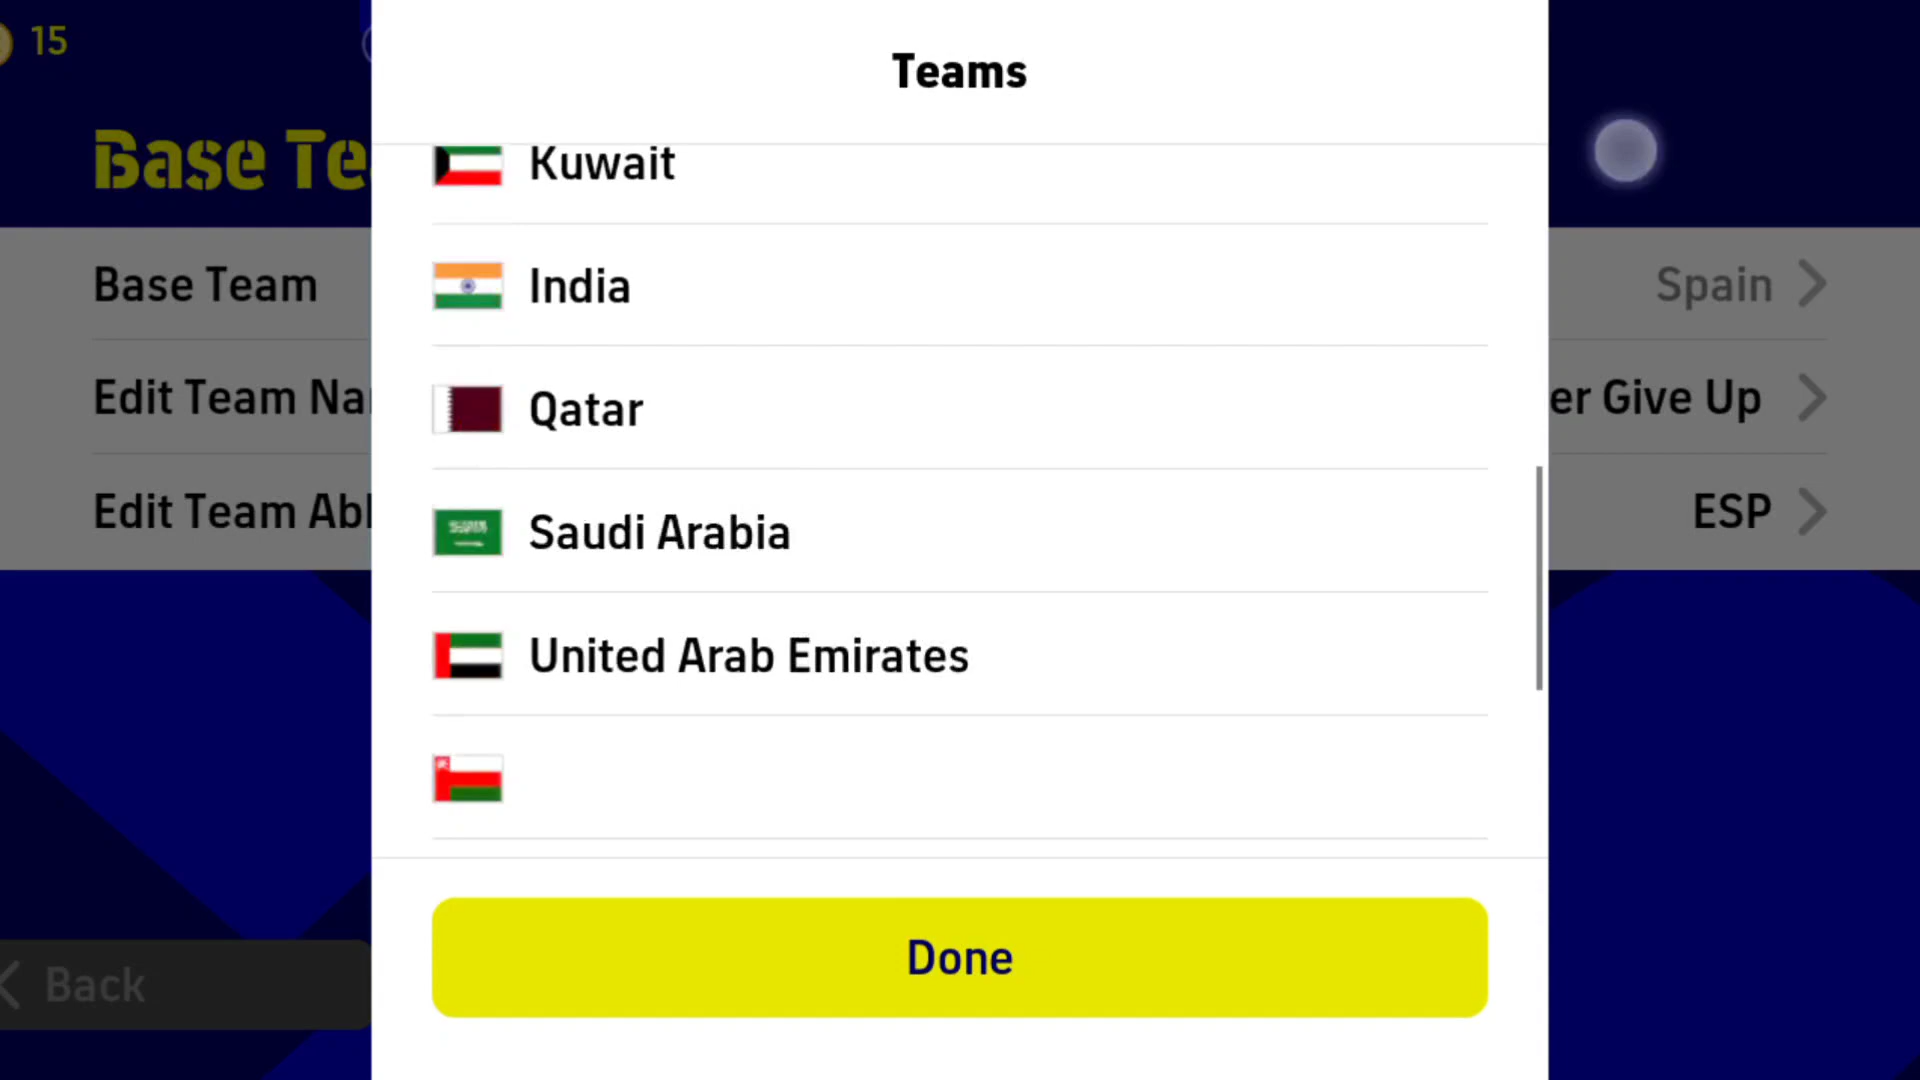 15
Teams
Base Te
Kuwait
Base Team
India
Spain
Edit Team Na
Qatar
er Give Up
Edit Team Ab
Saudi Arabia
ESP
United Arab Emirates
Done
Back